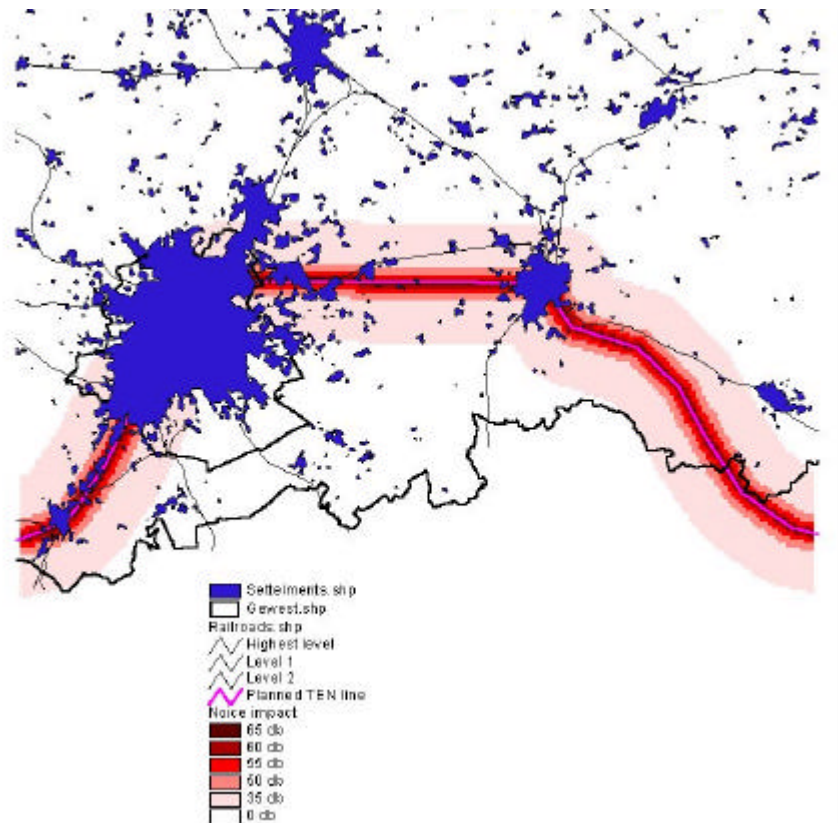 Settelments.shp
Gewest.shp
Railroads.shp
Highest level
Level 1
Level 2
Planned TEN line
Noice impact
65 db
60 db
55 db
50 db
35 db
0 db